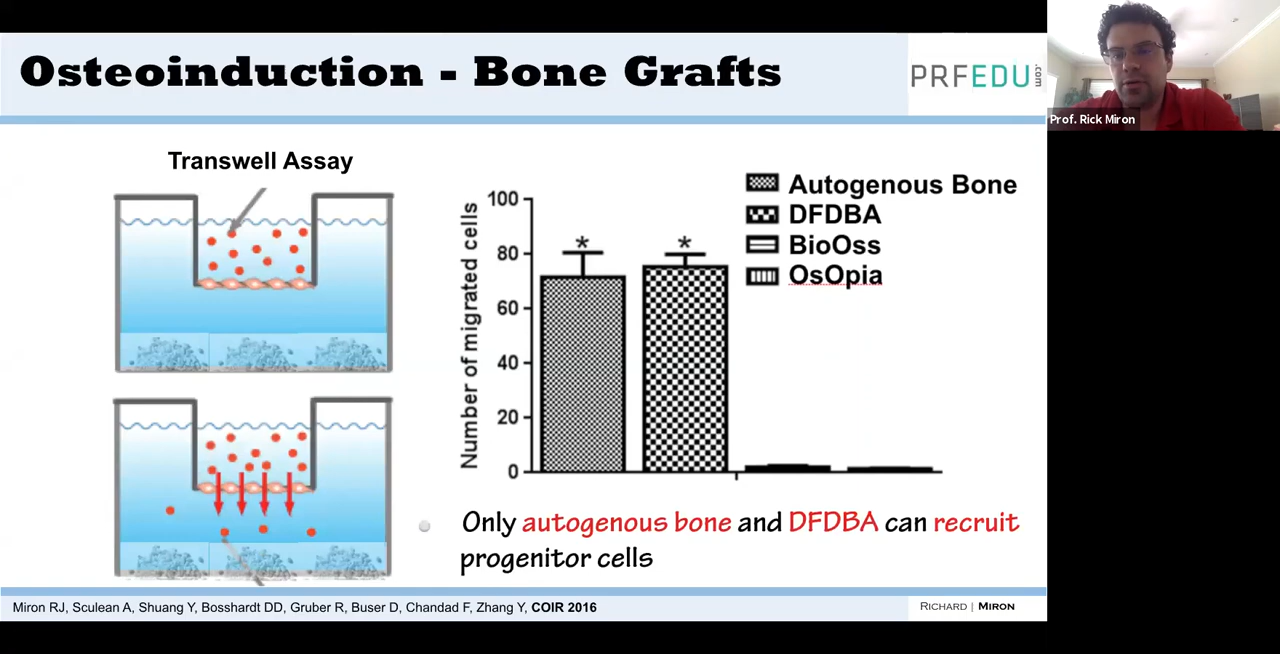 Osteoinduction - Bone Grafts
PRFEDU.com
Prof. Rick Miron
Transwell Assay
Number of migrated cells
100
80
60
40
20
0
*
*
Autogenous Bone
DFDBA
BioOss
OsOpia
Only autogenous bone and DFDBA can recruit
progenitor cells
Miron RJ, Sculean A, Shuang Y, Bosshardt DD, Gruber R, Buser D, Chandad F, Zhang Y, COIR 2016
RICHARD | MIRON